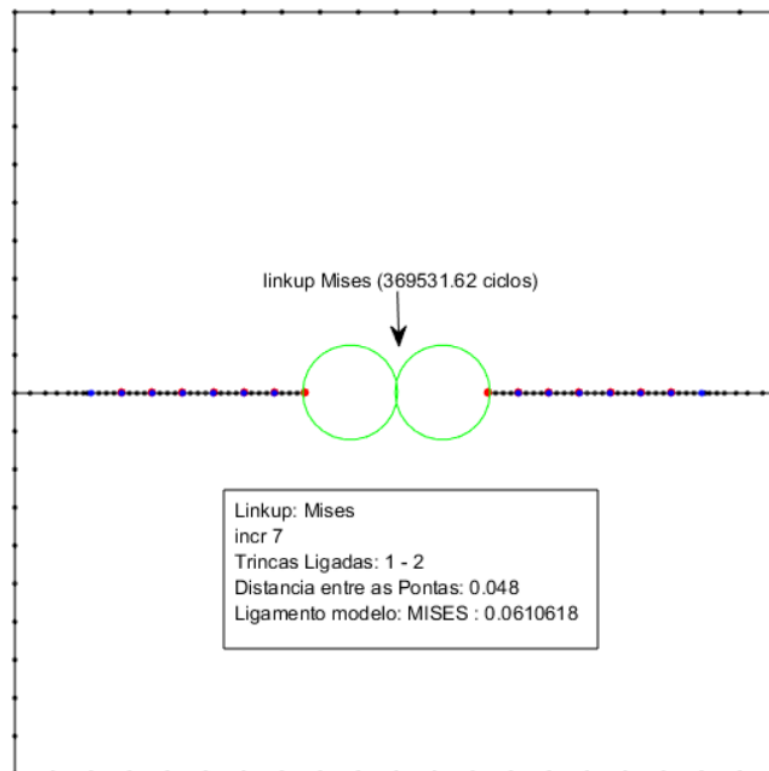 linkup Mises (369531.62 ciclos)
Linkup: Mises
incr 7
Trincas Ligadas: 1 - 2
Distancia entre as Pontas: 0.048
Ligamento modelo: MISES : 0.0610618